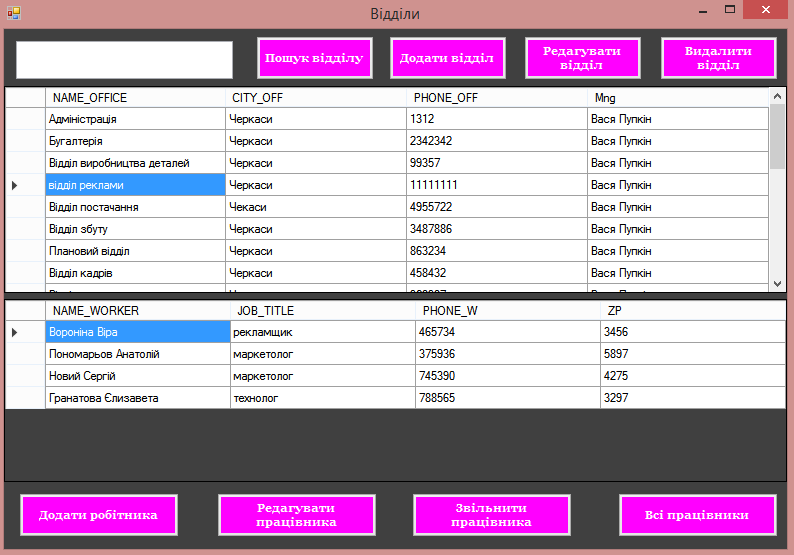 Відділи
Пошук відділу
Додати відділ
Редагувати
відділ
Видалити
відділ
NAME_OFFICE CITY_OFF PHONE_OFF Mng
Адміністрація Черкаси 1312 Вася Пупкін
Бугалтерія Черкаси 2342342 Вася Пупкін
Відділ виробництва деталей Черкаси 99357 Вася Пупкін
відділ реклами Черкаси 11111111 Вася Пупкін
Відділ постачання Чекаси 4955722 Вася Пупкін
Відділ збуту Черкаси 3487886 Вася Пупкін
Плановий відділ Черкаси 863234 Вася Пупкін
Відділ кадрів Черкаси 458432 Вася Пупкін
NAME_WORKER JOB_TITLE PHONE_W ZP
Вороніна Віра рекламщик 465734 3456
Пономарьов Анатолій маркетолог 375936 5897
Новий Сергій маркетолог 745390 4275
Гранатова Єлизавета технолог 788565 3297
Додати робітника
Редагувати
працівника
Звільнити
працівника
Всі працівники